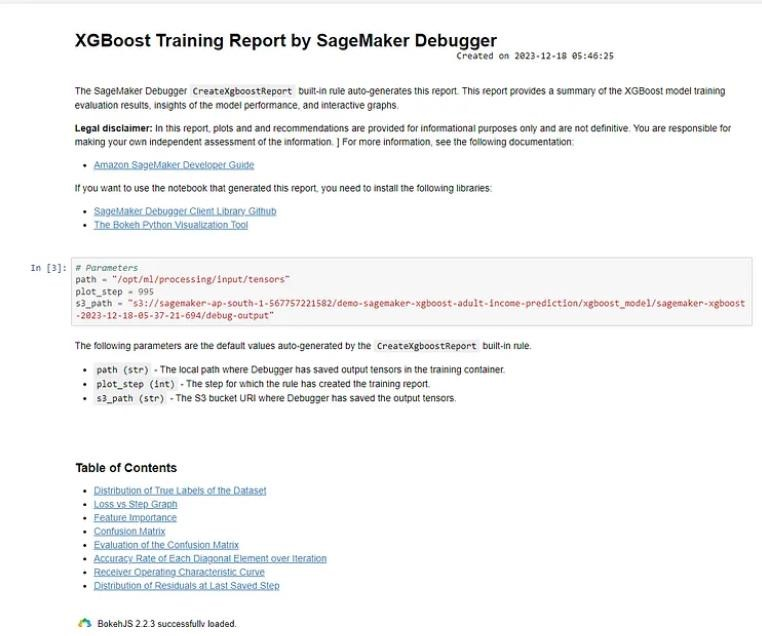 XGBoost Training Report by SageMaker Debugger
Created on 2023-12-18 05:46:25
The SageMaker Debugger CreateXgboostReport built-in rule auto-generates this report. This report provides a summary of the XGBoost model training
evaluation results, insights of the model performance, and interactive graphs.
Legal disclaimer: In this report, plots and and recommendations are provided for informational purposes only and are not definitive. You are responsible for
making your own independent assessment of the information. ] For more information, see the following documentation:
• Amazon SageMaker Developer Guide
If you want to use the notebook that generated this report, you need to install the following libraries:
• SageMaker Debugger Client Library Github
• The Bokeh Python Visualization Tool
In [3]: # Parameters
path = "/opt/ml/processing/input/tensors"
plot_step = 995
s3_path = "s3://sagemaker-ap-south-1-567757221582/demo-sagemaker-xgboost-adult-income-prediction/xgboost_model/sagemaker-xgboost
-2023-12-18-05-37-21-694/debug-output"
The following parameters are the default values auto-generated by the CreateXgboostReport built-in rule.
• path (str) - The local path where Debugger has saved output tensors in the training container.
• plot_step (int) - The step for which the rule has created the training report.
• s3_path (str) - The S3 bucket URI where Debugger has saved the output tensors.
Table of Contents
• Distribution of True Labels of the Dataset
• Loss vs Step Graph
• Feature Importance
• Confusion Matrix
• Evaluation of the Confusion Matrix
• Accuracy Rate of Each Diagonal Element over Iteration
• Receiver Operating Characteristic Curve
• Distribution of Residuals at Last Saved Step
BokehJS 2.2.3 successfully loaded.